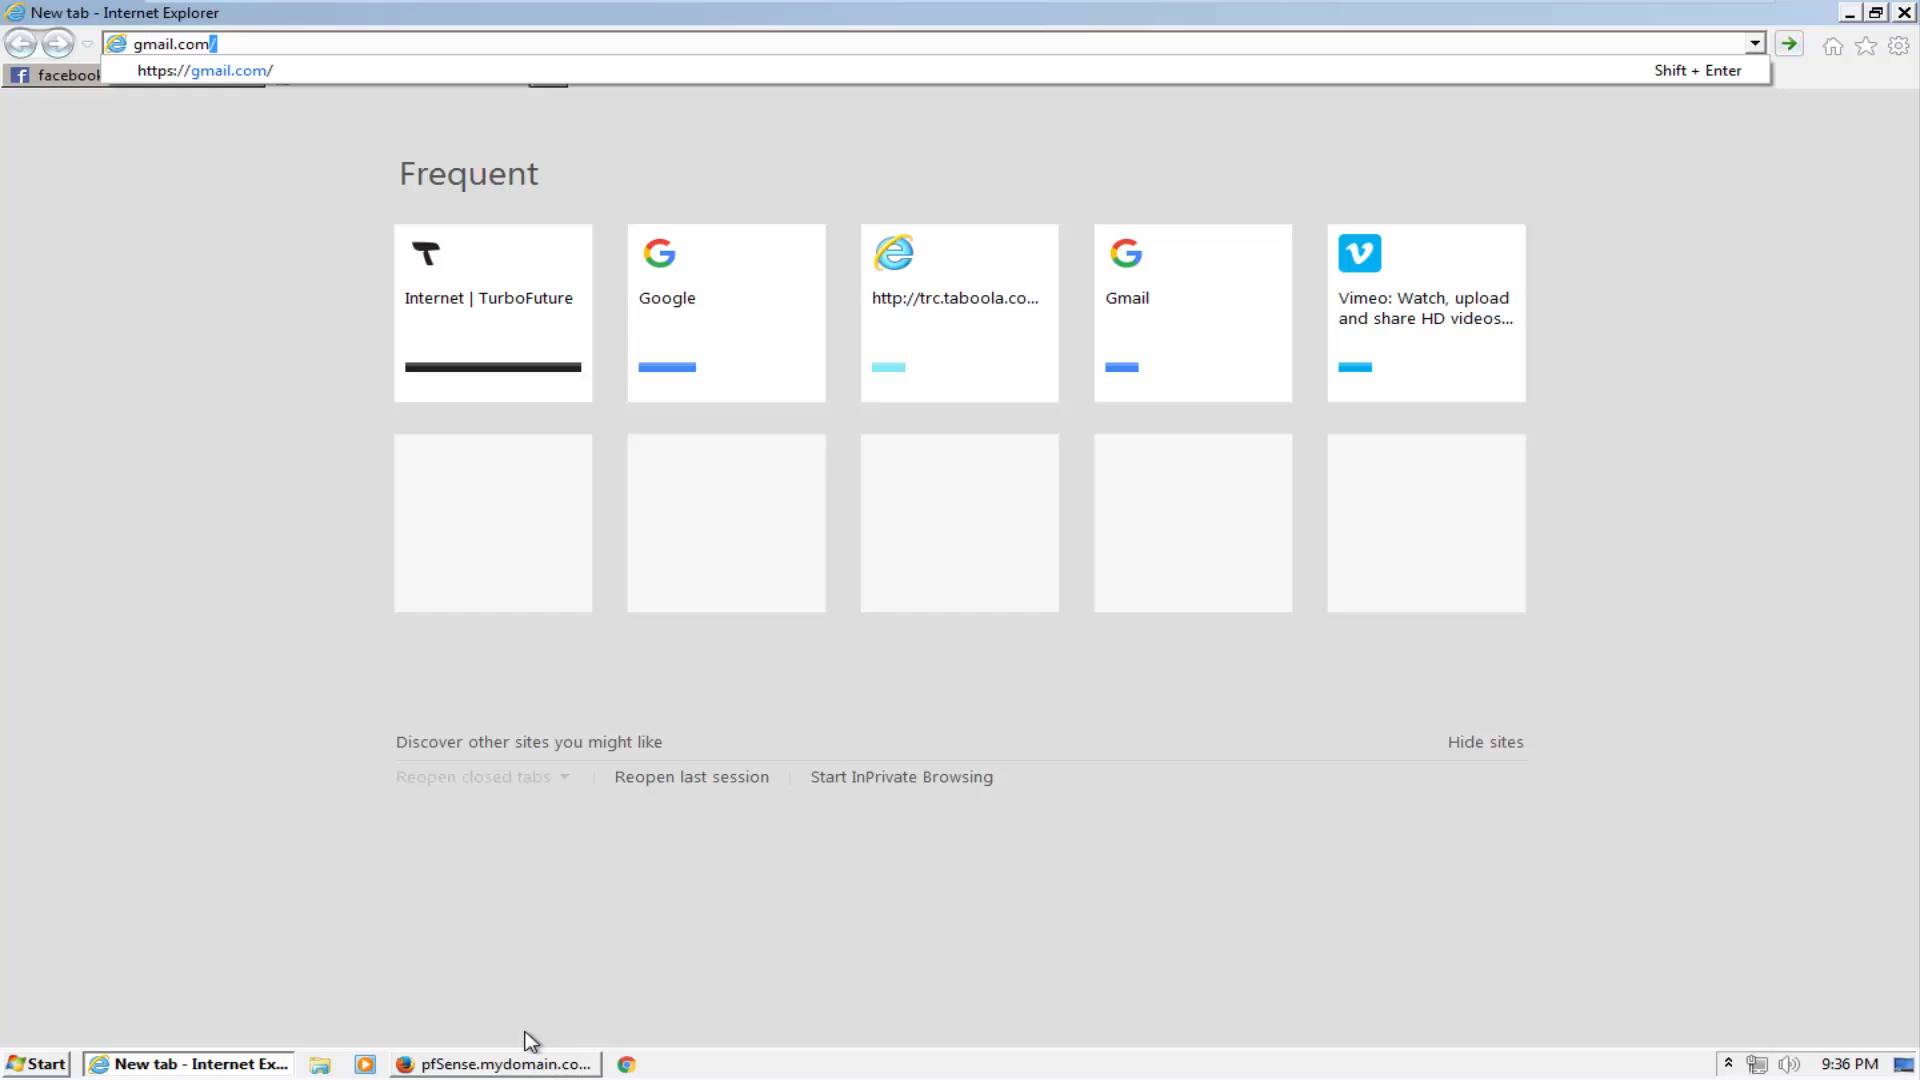 New tab - Internet Explorer
gmail.com/
https://gmail.com/
Shift + Enter
facebook
Frequent
Internet | TurboFuture
Google
http://trc.taboola.co...
Gmail
Vimeo: Watch, upload
and share HD videos...
Discover other sites you might like
Hide sites
Reopen closed tabs
Reopen last session
Start InPrivate Browsing
Start
New tab - Internet Ex...
pfSense.mydomain.co...
9:36 PM